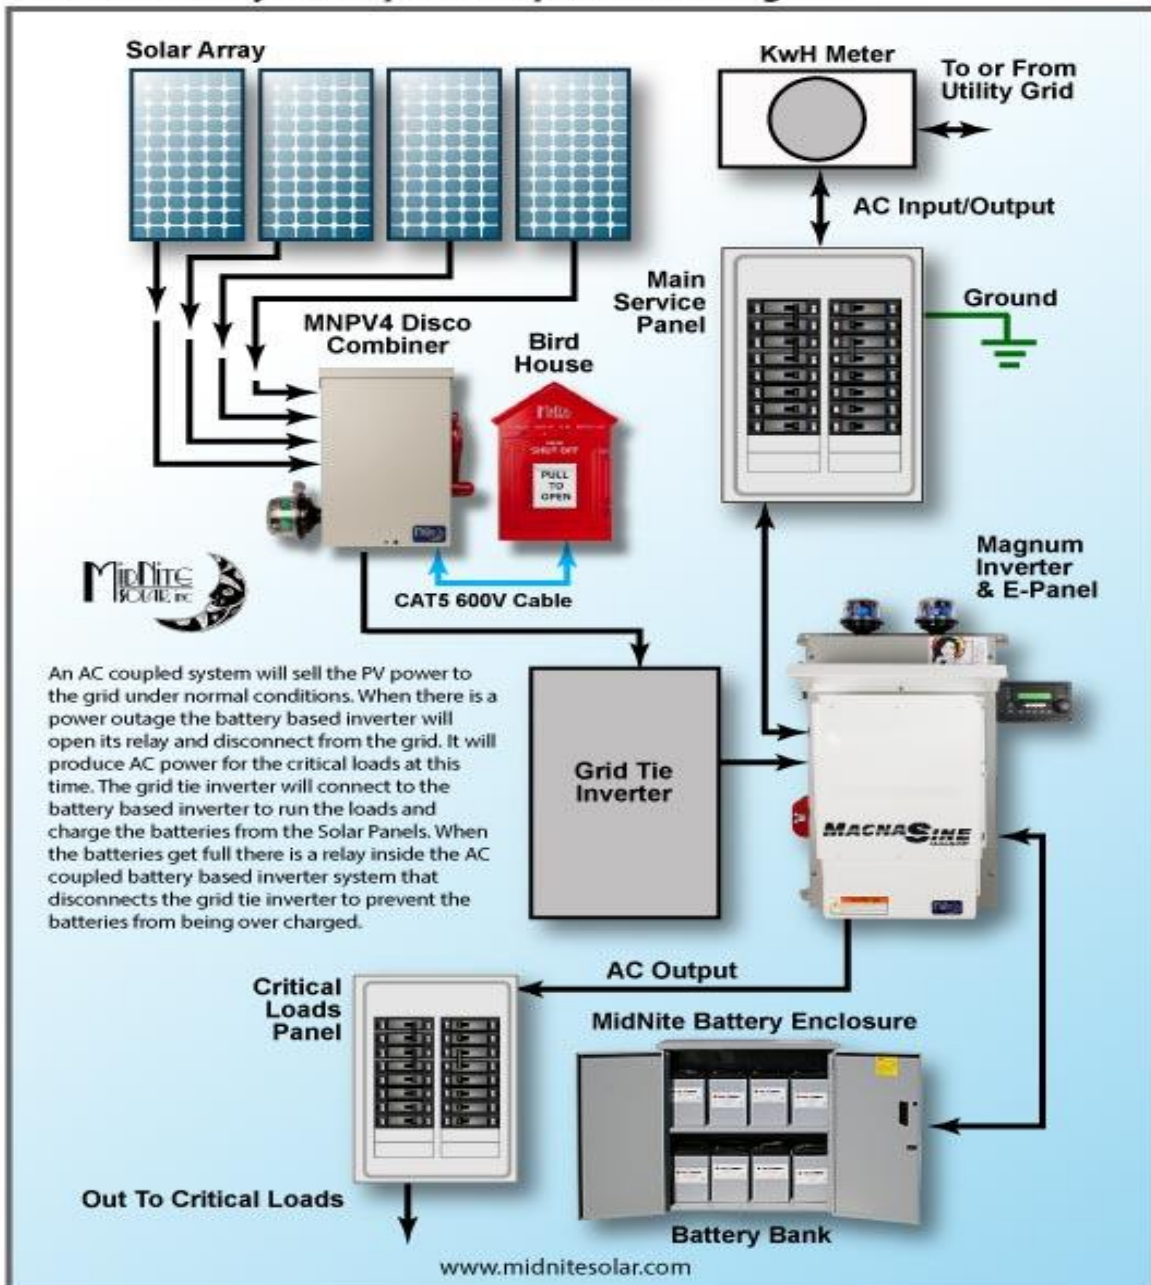 Solar Array
KwH Meter
To or From
Utility Grid
AC Input/Output
Main
Service
Panel
Ground
MNPV4 Disco
Combiner
Bird
House
MidNite
SHUT OFF
PULL
TO
OPEN
CAT5 600V Cable
MIDNITE
SOLAR INC
Magnum
Inverter
& E-Panel
An AC coupled system will sell the PV power to
the grid under normal conditions. When there is a
power outage the battery based inverter will
open its relay and disconnect from the grid. It will
produce AC power for the critical loads at this
time. The grid tie inverter will connect to the
battery based inverter to run the loads and
charge the batteries from the Solar Panels. When
the batteries get full there is a relay inside the AC
coupled battery based inverter system that
disconnects the grid tie inverter to prevent the
batteries from being over charged.
Grid Tie
Inverter
MAGNASINE
AC Output
Critical
Loads
Panel
MidNite Battery Enclosure
Out To Critical Loads
Battery Bank
www.midnitesolar.com